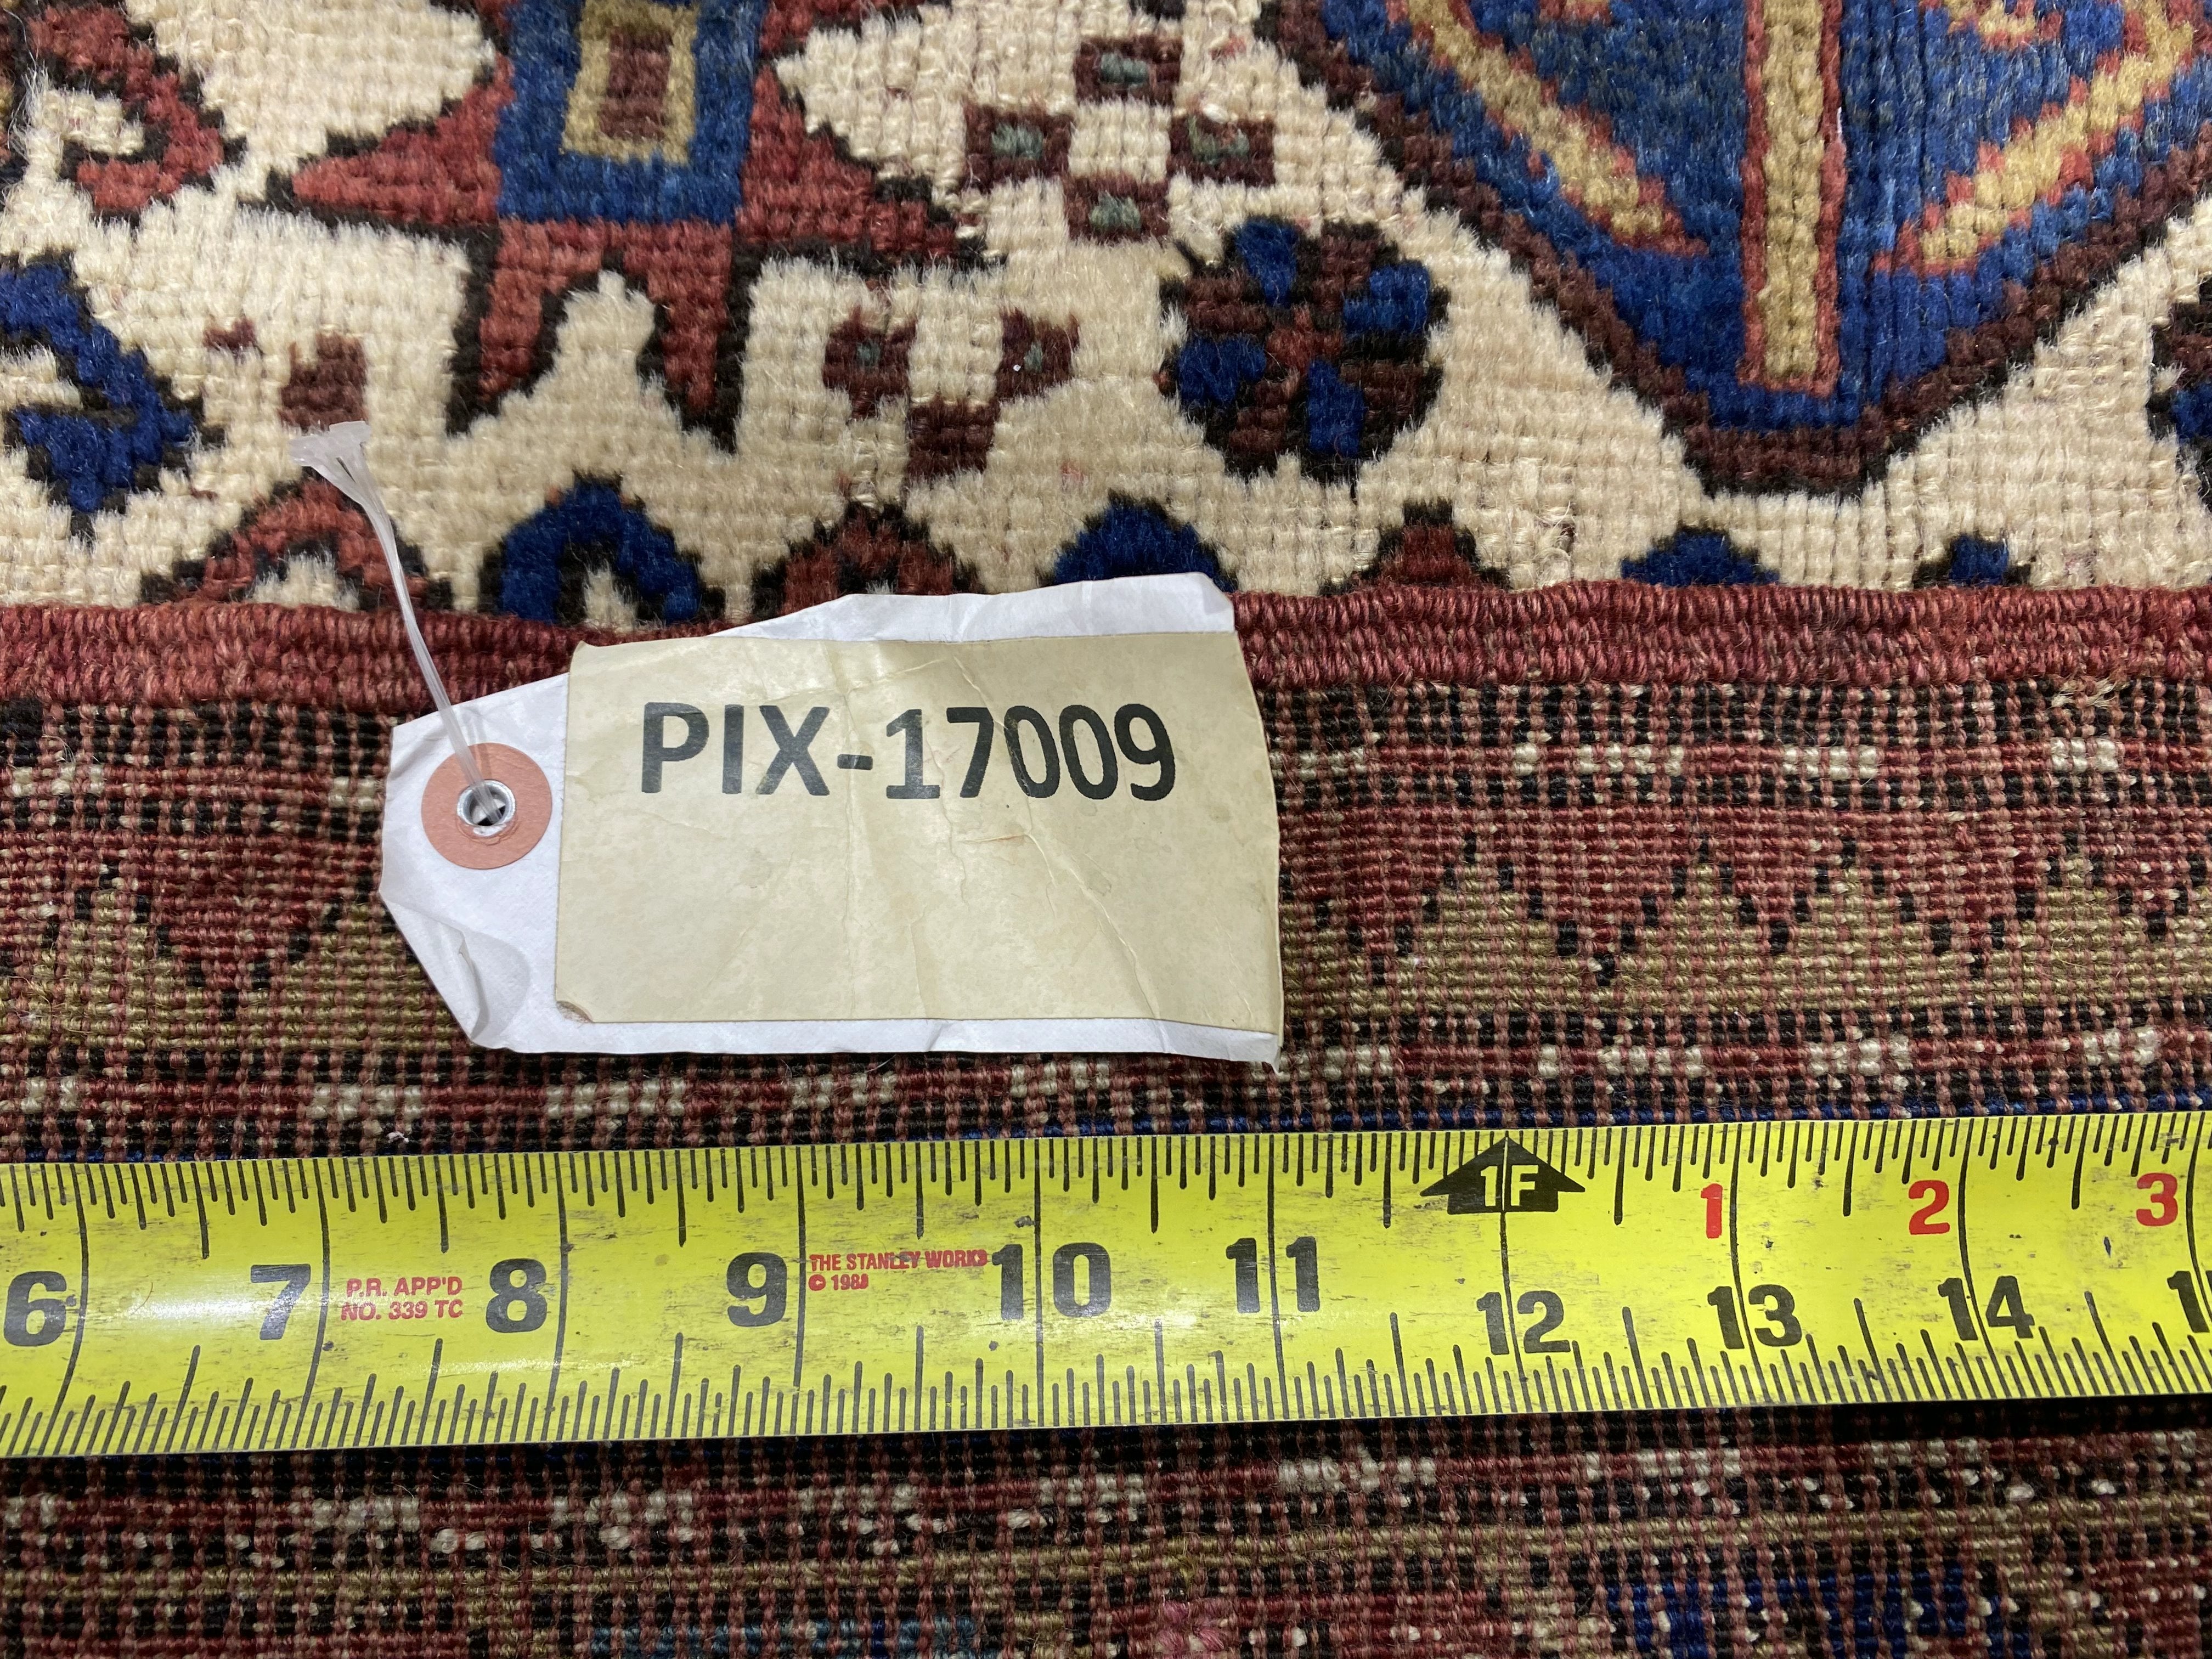 PIX-17009
1F
1 2 3
6 7 8 9 10 11 12 13 14
P.R. APP'D
NO. 339 TC
THE STANLEY WORKS
© 1988